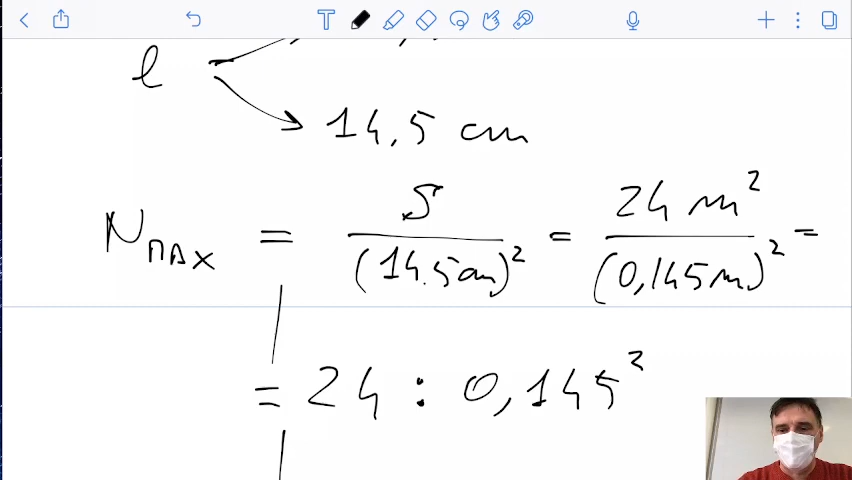 l
14,5 cm
N_MAX = S / (14.5cm)² = 24 m² / (0,145m)² =
= 24 : 0,145²